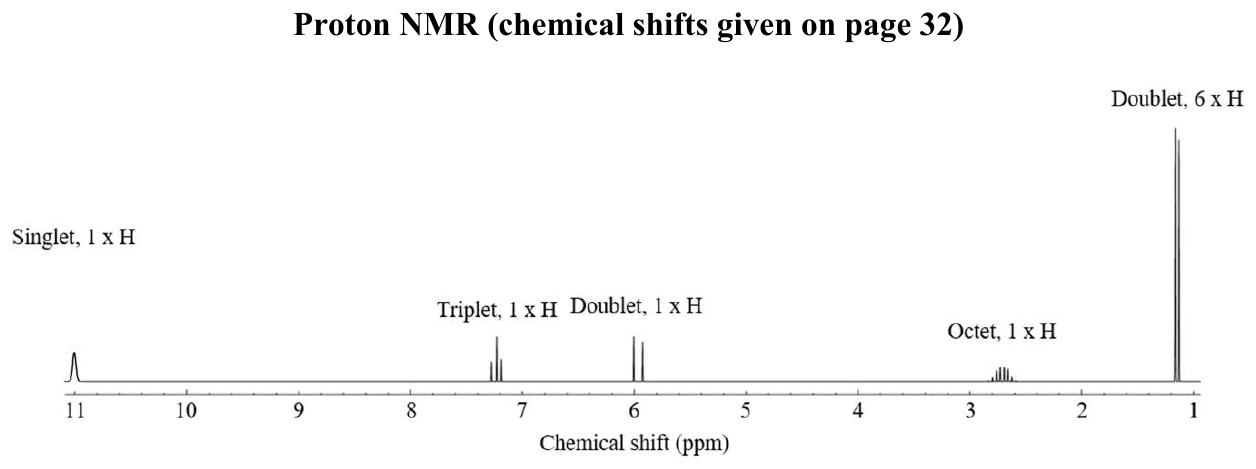 Proton NMR (chemical shifts given on page 32)
Doublet, 6 x H
Singlet, 1 x H
Triplet, 1 x H
Doublet, 1 x H
Octet, 1 x H
11 10 9 8 7 6 5 4 3 2 1
Chemical shift (ppm)